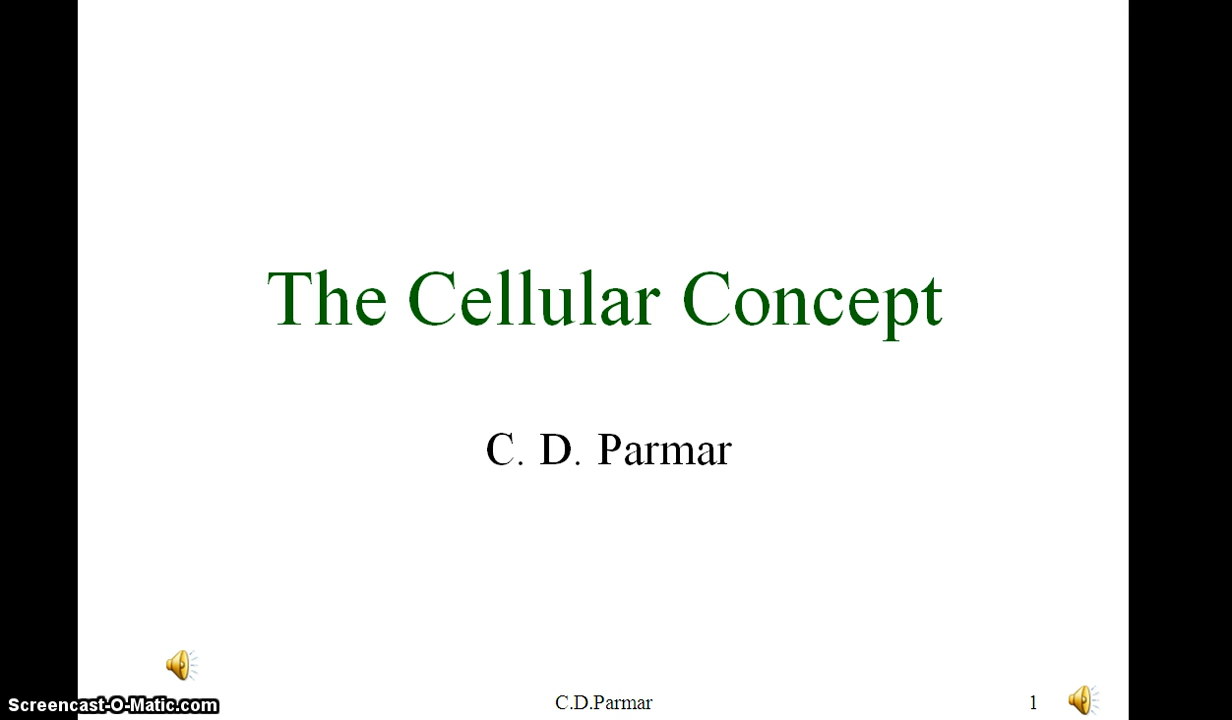 The Cellular Concept
C. D. Parmar
Screencast-O-Matic.com
C.D.Parmar
1